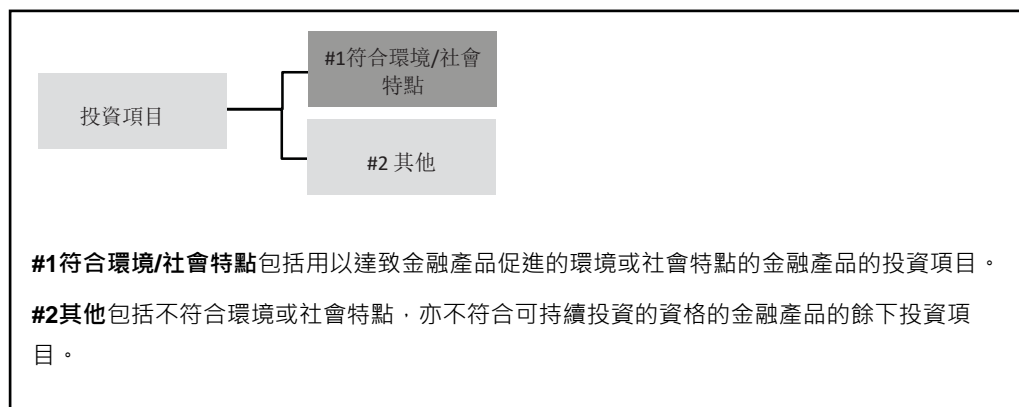 #1符合環境/社會
特點
投資項目
#2 其他
#1符合環境/社會特點包括用以達致金融產品促進的環境或社會特點的金融產品的投資項目。
#2其他包括不符合環境或社會特點，亦不符合可持續投資的資格的金融產品的餘下投資項
目。